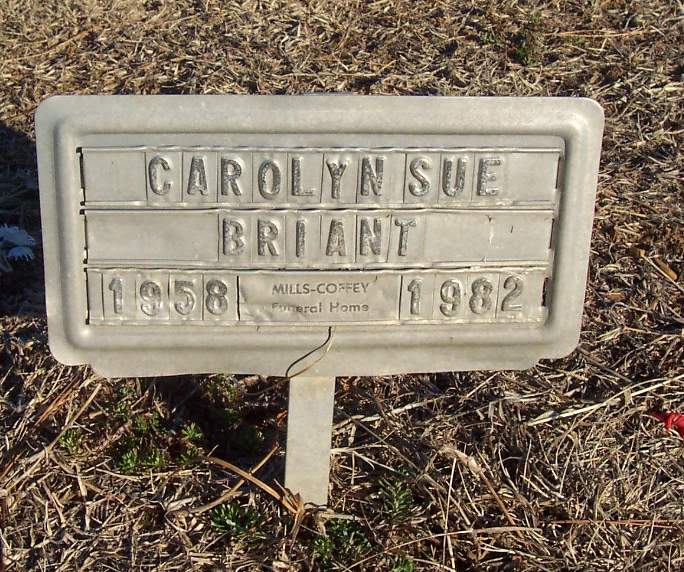 CAROLYN SUE
BRIANT
1958 MILLS-COFFEY 1982
Funeral Home